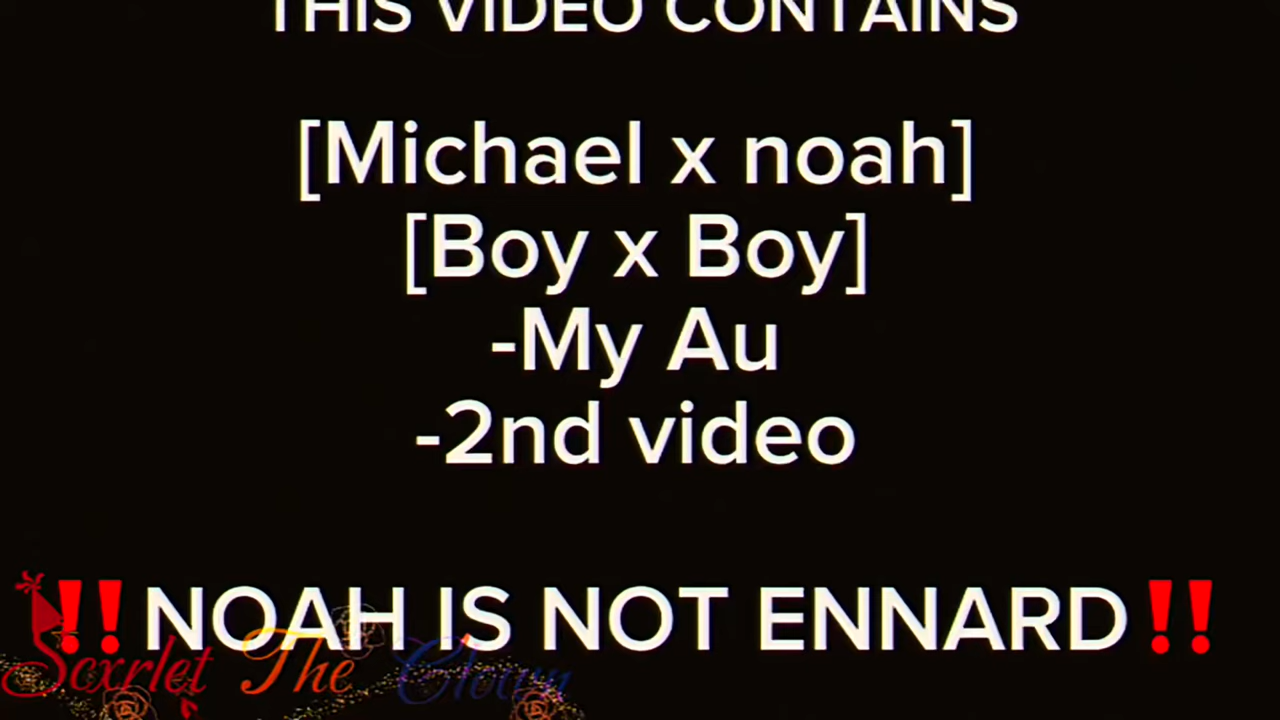 THIS VIDEO CONTAINS
[Michael x noah]
[Boy x Boy]
-My Au
-2nd video
‼️NOAH IS NOT ENNARD‼️
Scxrlet The Clown